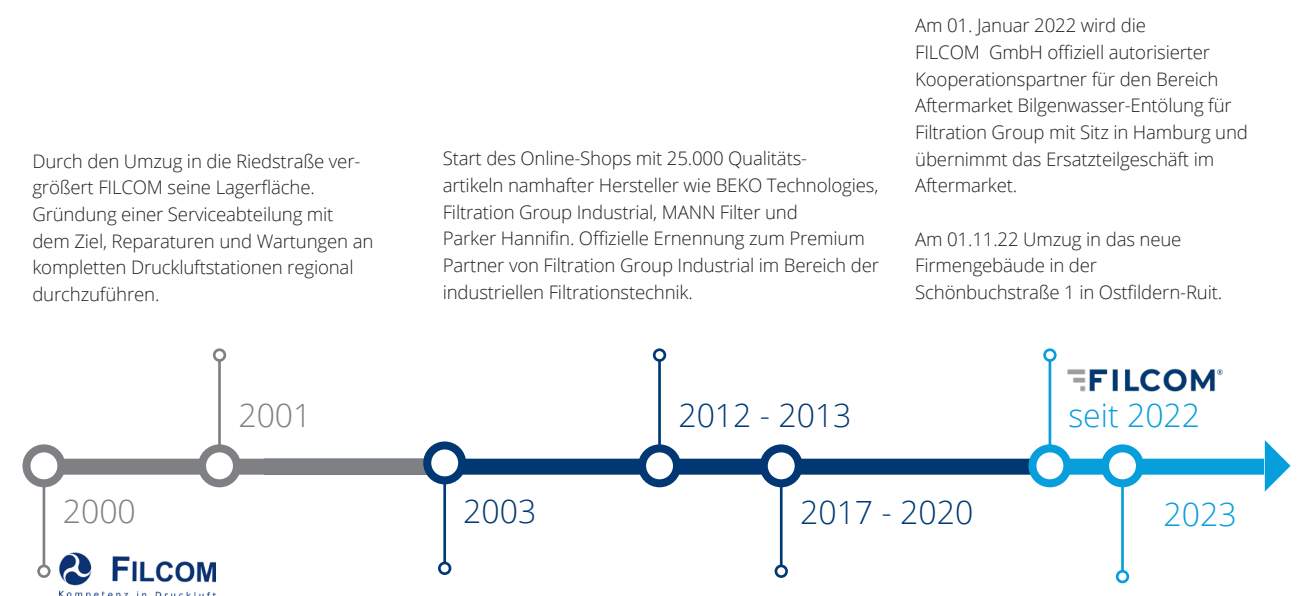 Durch den Umzug in die Riedstraße ver-
größert FILCOM seine Lagerfläche.
Gründung einer Serviceabteilung mit
dem Ziel, Reparaturen und Wartungen an
kompletten Druckluftstationen regional
durchzuführen.
Start des Online-Shops mit 25.000 Qualitäts-
artikeln namhafter Hersteller wie BEKO Technologies,
Filtration Group Industrial, MANN Filter und
Parker Hannifin. Offizielle Ernennung zum Premium
Partner von Filtration Group Industrial im Bereich der
industriellen Filtrationstechnik.
Am 01. Januar 2022 wird die
FILCOM GmbH offiziell autorisierter
Kooperationspartner für den Bereich
Aftermarket Bilgenwasser-Entölung für
Filtration Group mit Sitz in Hamburg und
übernimmt das Ersatzteilgeschäft im
Aftermarket.
Am 01.11.22 Umzug in das neue
Firmengebäude in der
Schönbuchstraße 1 in Ostfildern-Ruit.
2001
2012 - 2013
FILCOM®
seit 2022
2000
2003
2017 - 2020
2023
FILCOM
Kompetenz in Druckluft